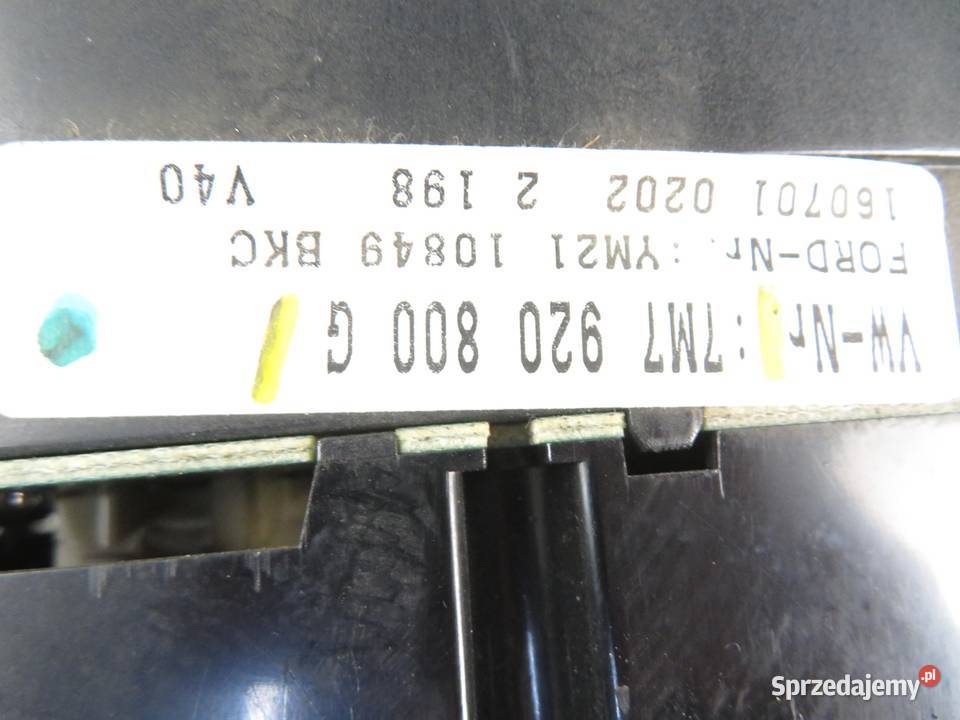 VW-Nr.:7M7 920 800 G
FORD-Nr.:YM21 10849 BKC
160701 0202 2 198 V40
Sprzedajemy.pl